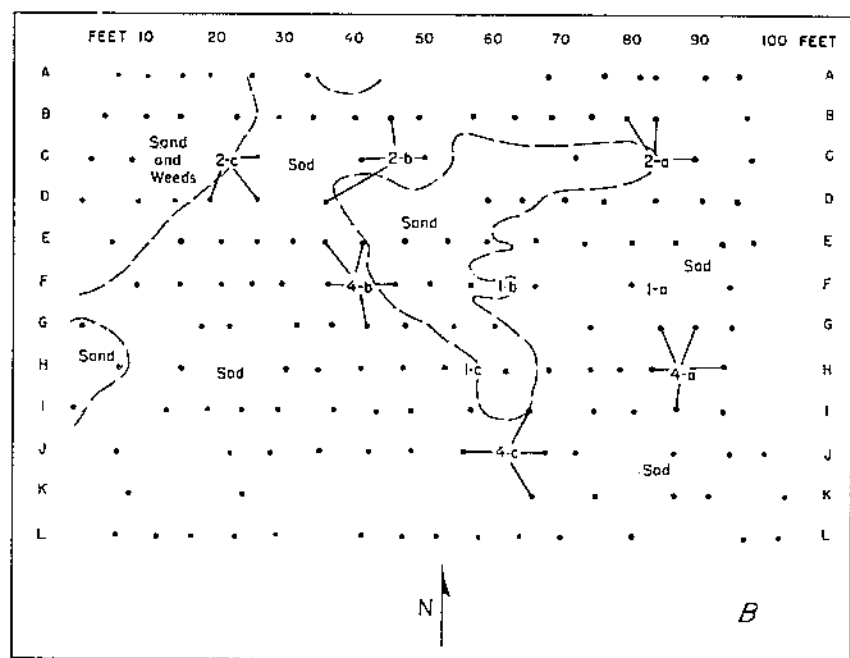 FEET 10 20 30 40 50 60 70 80 90 100 FEET
A A
B B
Sand
and
Weeds
C 2-c Sod 2-b 2-a C
D D
Sand
E E
Sod
F 4-b 1-b 1-a F
G G
Sand
H Sod 1-c 4-a H
I I
J 4-c J
Sod
K K
L L
N B